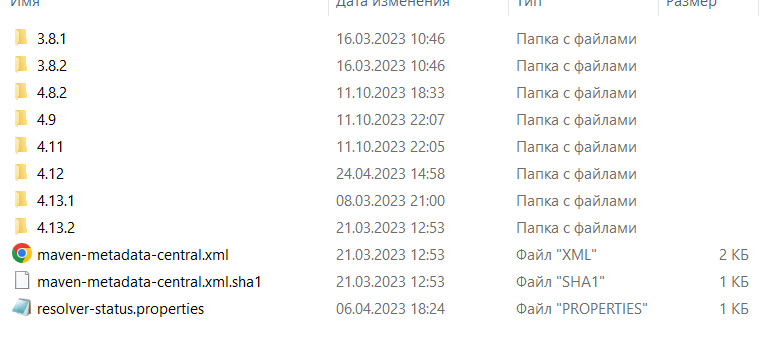 Имя Дата изменения Тип Размер
3.8.1 16.03.2023 10:46 Папка с файлами
3.8.2 16.03.2023 10:46 Папка с файлами
4.8.2 11.10.2023 18:33 Папка с файлами
4.9 11.10.2023 22:07 Папка с файлами
4.11 11.10.2023 22:05 Папка с файлами
4.12 24.04.2023 14:58 Папка с файлами
4.13.1 08.03.2023 21:00 Папка с файлами
4.13.2 21.03.2023 12:53 Папка с файлами
maven-metadata-central.xml 21.03.2023 12:53 Файл "XML" 2 КБ
maven-metadata-central.xml.sha1 21.03.2023 12:53 Файл "SHA1" 1 КБ
resolver-status.properties 06.04.2023 18:24 Файл "PROPERTIES" 1 КБ